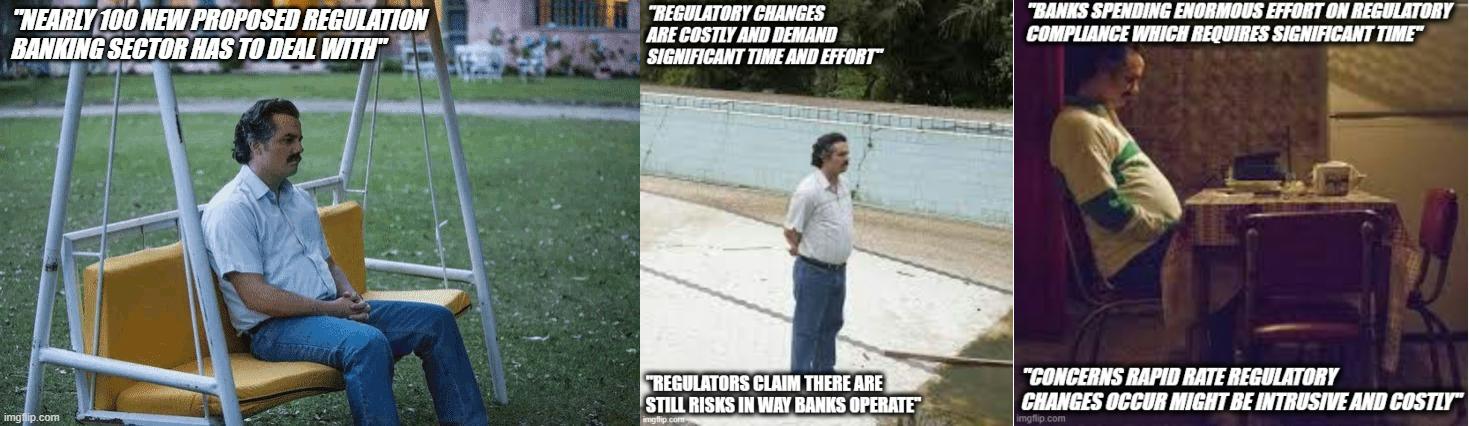 "NEARLY 100 NEW PROPOSED REGULATION
BANKING SECTOR HAS TO DEAL WITH"
imgflip.com
"REGULATORY CHANGES
ARE COSTLY AND DEMAND
SIGNIFICANT TIME AND EFFORT"
"REGULATORS CLAIM THERE ARE
STILL RISKS IN WAY BANKS OPERATE"
imgflip.com
"BANKS SPENDING ENORMOUS EFFORT ON REGULATORY
COMPLIANCE WHICH REQUIRES SIGNIFICANT TIME"
"CONCERNS RAPID RATE REGULATORY
CHANGES OCCUR MIGHT BE INTRUSIVE AND COSTLY"
imgflip.com